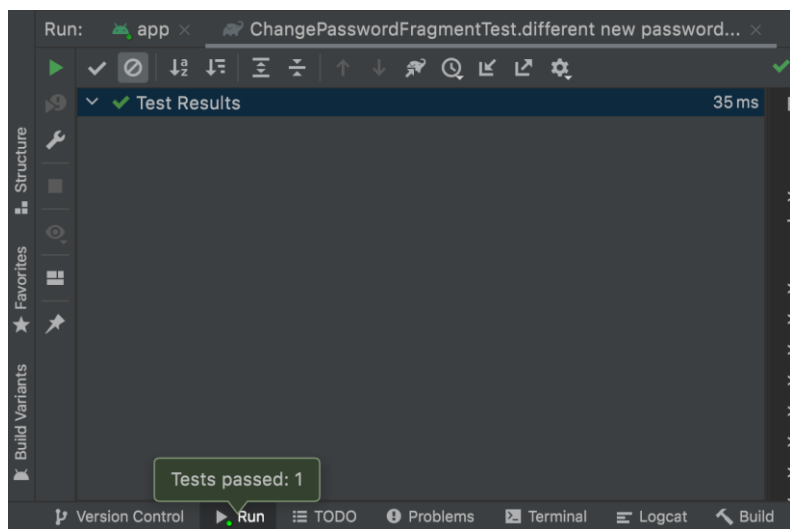 Run: app ChangePasswordFragmentTest.different new password...
Test Results 35 ms
Structure
Favorites
Build Variants
Tests passed: 1
Version Control Run TODO Problems Terminal Logcat Build